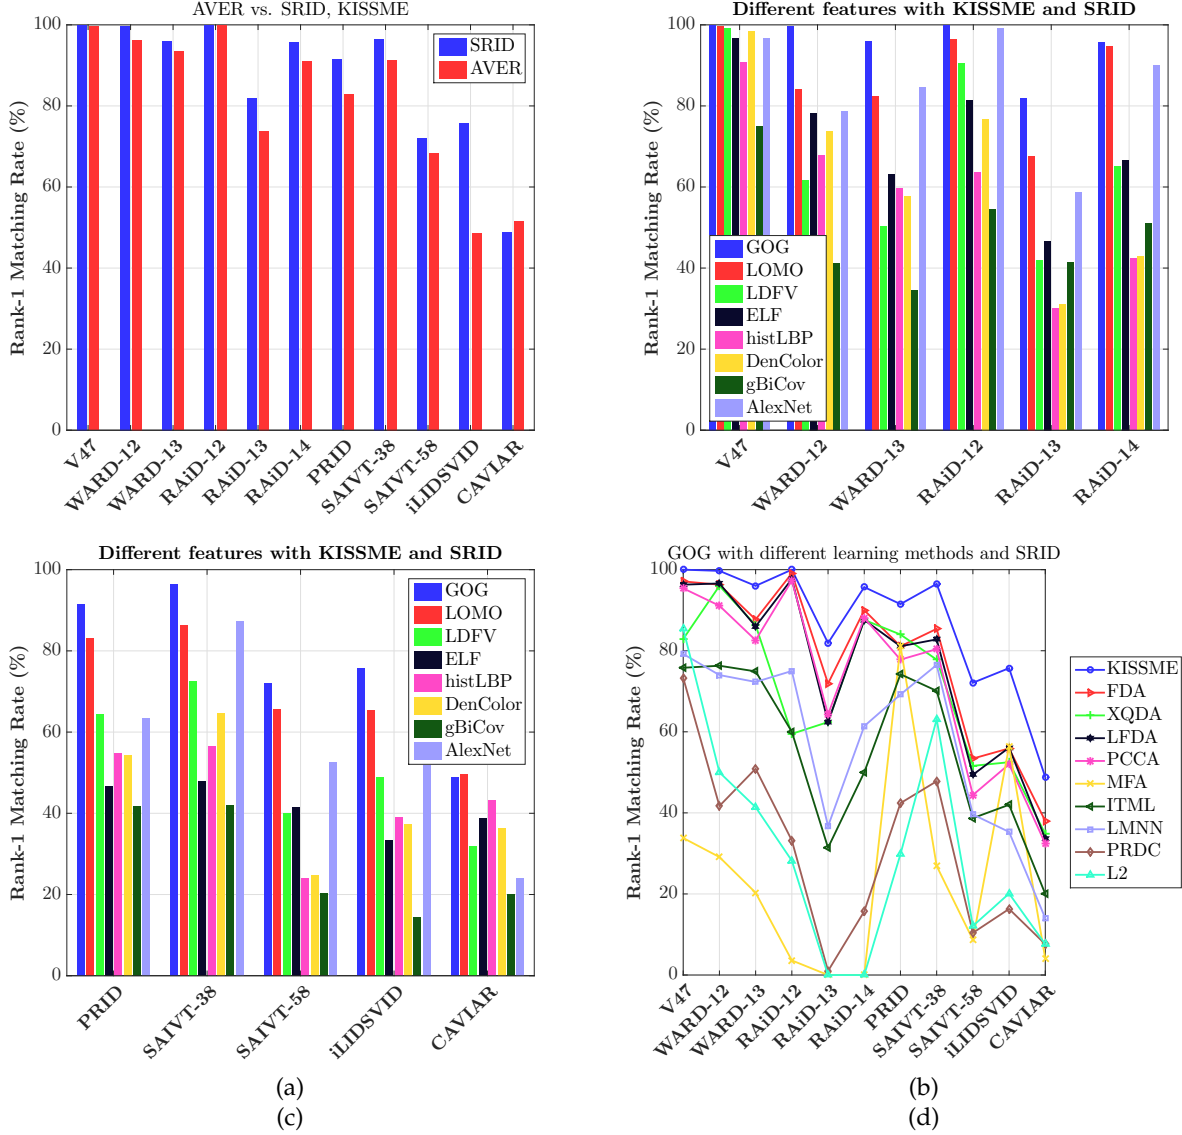 AVER vs. SRID, KISSME
Rank-1 Matching Rate (%)
100
80
60
40
20
0
SRID
AVER
V47
WARD-12
WARD-13
RAiD-12
RAiD-13
RAiD-14
PRID
SAIVT-38
SAIVT-58
iLIDSVID
CAVIAR
Different features with KISSME and SRID
Rank-1 Matching Rate (%)
100
80
60
40
20
0
GOG
LOMO
LDFV
ELF
histLBP
DenColor
gBiCov
AlexNet
V47
WARD-12
WARD-13
RAiD-12
RAiD-13
RAiD-14
Different features with KISSME and SRID
Rank-1 Matching Rate (%)
100
80
60
40
20
0
GOG
LOMO
LDFV
ELF
histLBP
DenColor
gBiCov
AlexNet
PRID
SAIVT-38
SAIVT-58
iLIDSVID
CAVIAR
GOG with different learning methods and SRID
Rank-1 Matching Rate (%)
100
80
60
40
20
0
KISSME
FDA
XQDA
LFDA
PCCA
MFA
ITML
LMNN
PRDC
L2
V47
WARD-12
WARD-13
RAiD-12
RAiD-13
RAiD-14
PRID
SAIVT-38
SAIVT-58
iLIDSVID
CAVIAR
(a)
(b)
(c)
(d)